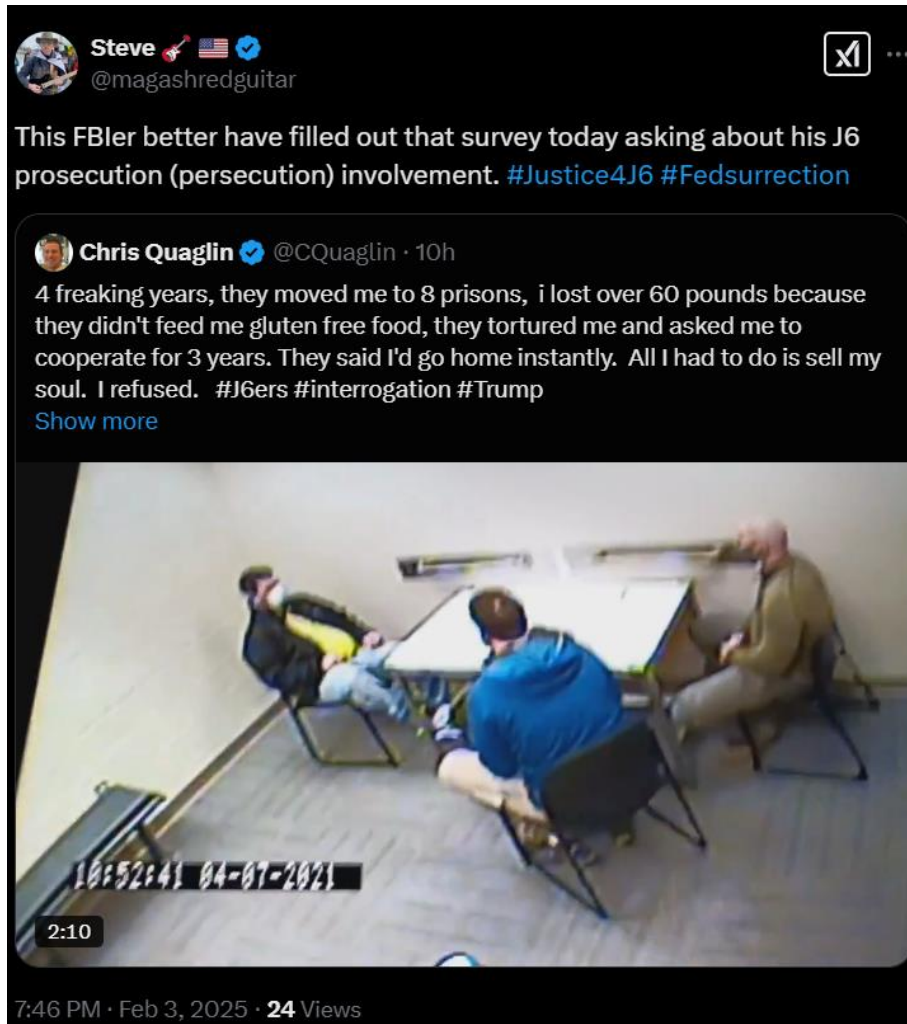 Steve
@magashredguitar
This FBIer better have filled out that survey today asking about his J6
prosecution (persecution) involvement. #Justice4J6 #Fedsurrection
Chris Quaglin @CQuaglin · 10h
4 freaking years, they moved me to 8 prisons, i lost over 60 pounds because
they didn't feed me gluten free food, they tortured me and asked me to
cooperate for 3 years. They said I'd go home instantly. All I had to do is sell my
soul. I refused. #J6ers #interrogation #Trump
Show more
10:52:41 04-07-2021
2:10
7:46 PM · Feb 3, 2025 · 24 Views